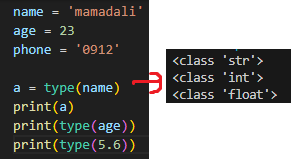 name = 'mamadali'
age = 23
phone = '0912'
a = type(name)
print(a)
print(type(age))
print(type(5.6))
<class 'str'>
<class 'int'>
<class 'float'>